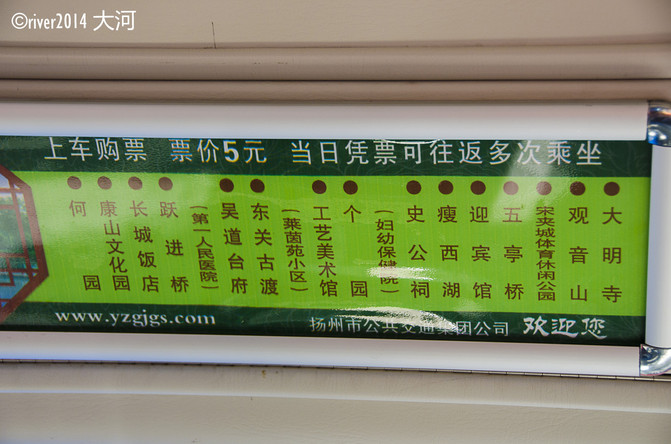 ©river2014 大河
上车购票 票价5元 当日凭票可往返多次乘坐
何园
康山文化园
长城饭店
跃进桥
(第一人民医院)
吴道台府
东关古渡
(莱茵苑小区)
工艺美术馆
个园
(妇幼保健院)
史公祠
瘦西湖
迎宾馆
五亭桥
宋夹城体育休闲公园
观音山
大明寺
www.yzgjgs.com
扬州市公共交通集团公司 欢迎您